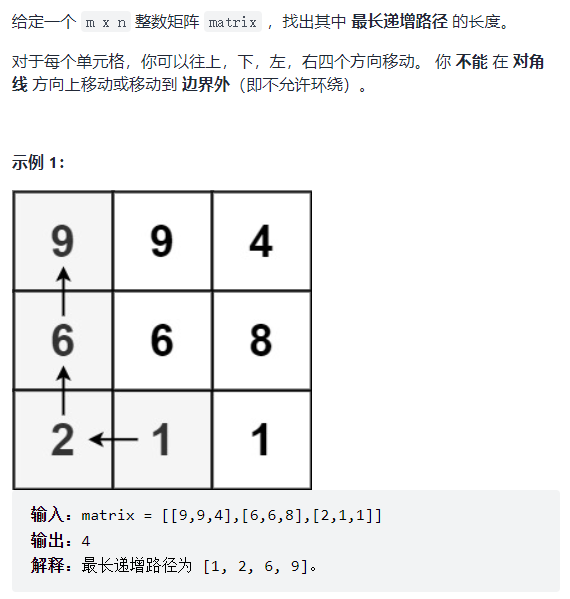 给定一个 m x n 整数矩阵 matrix ，找出其中 最长递增路径 的长度。
对于每个单元格，你可以往上，下，左，右四个方向移动。 你 不能 在 对角
线 方向上移动或移动到 边界外（即不允许环绕）。
示例 1：
9 9 4
6 6 8
2 1 1
输入：matrix = [[9,9,4],[6,6,8],[2,1,1]]
输出：4
解释：最长递增路径为 [1, 2, 6, 9]。